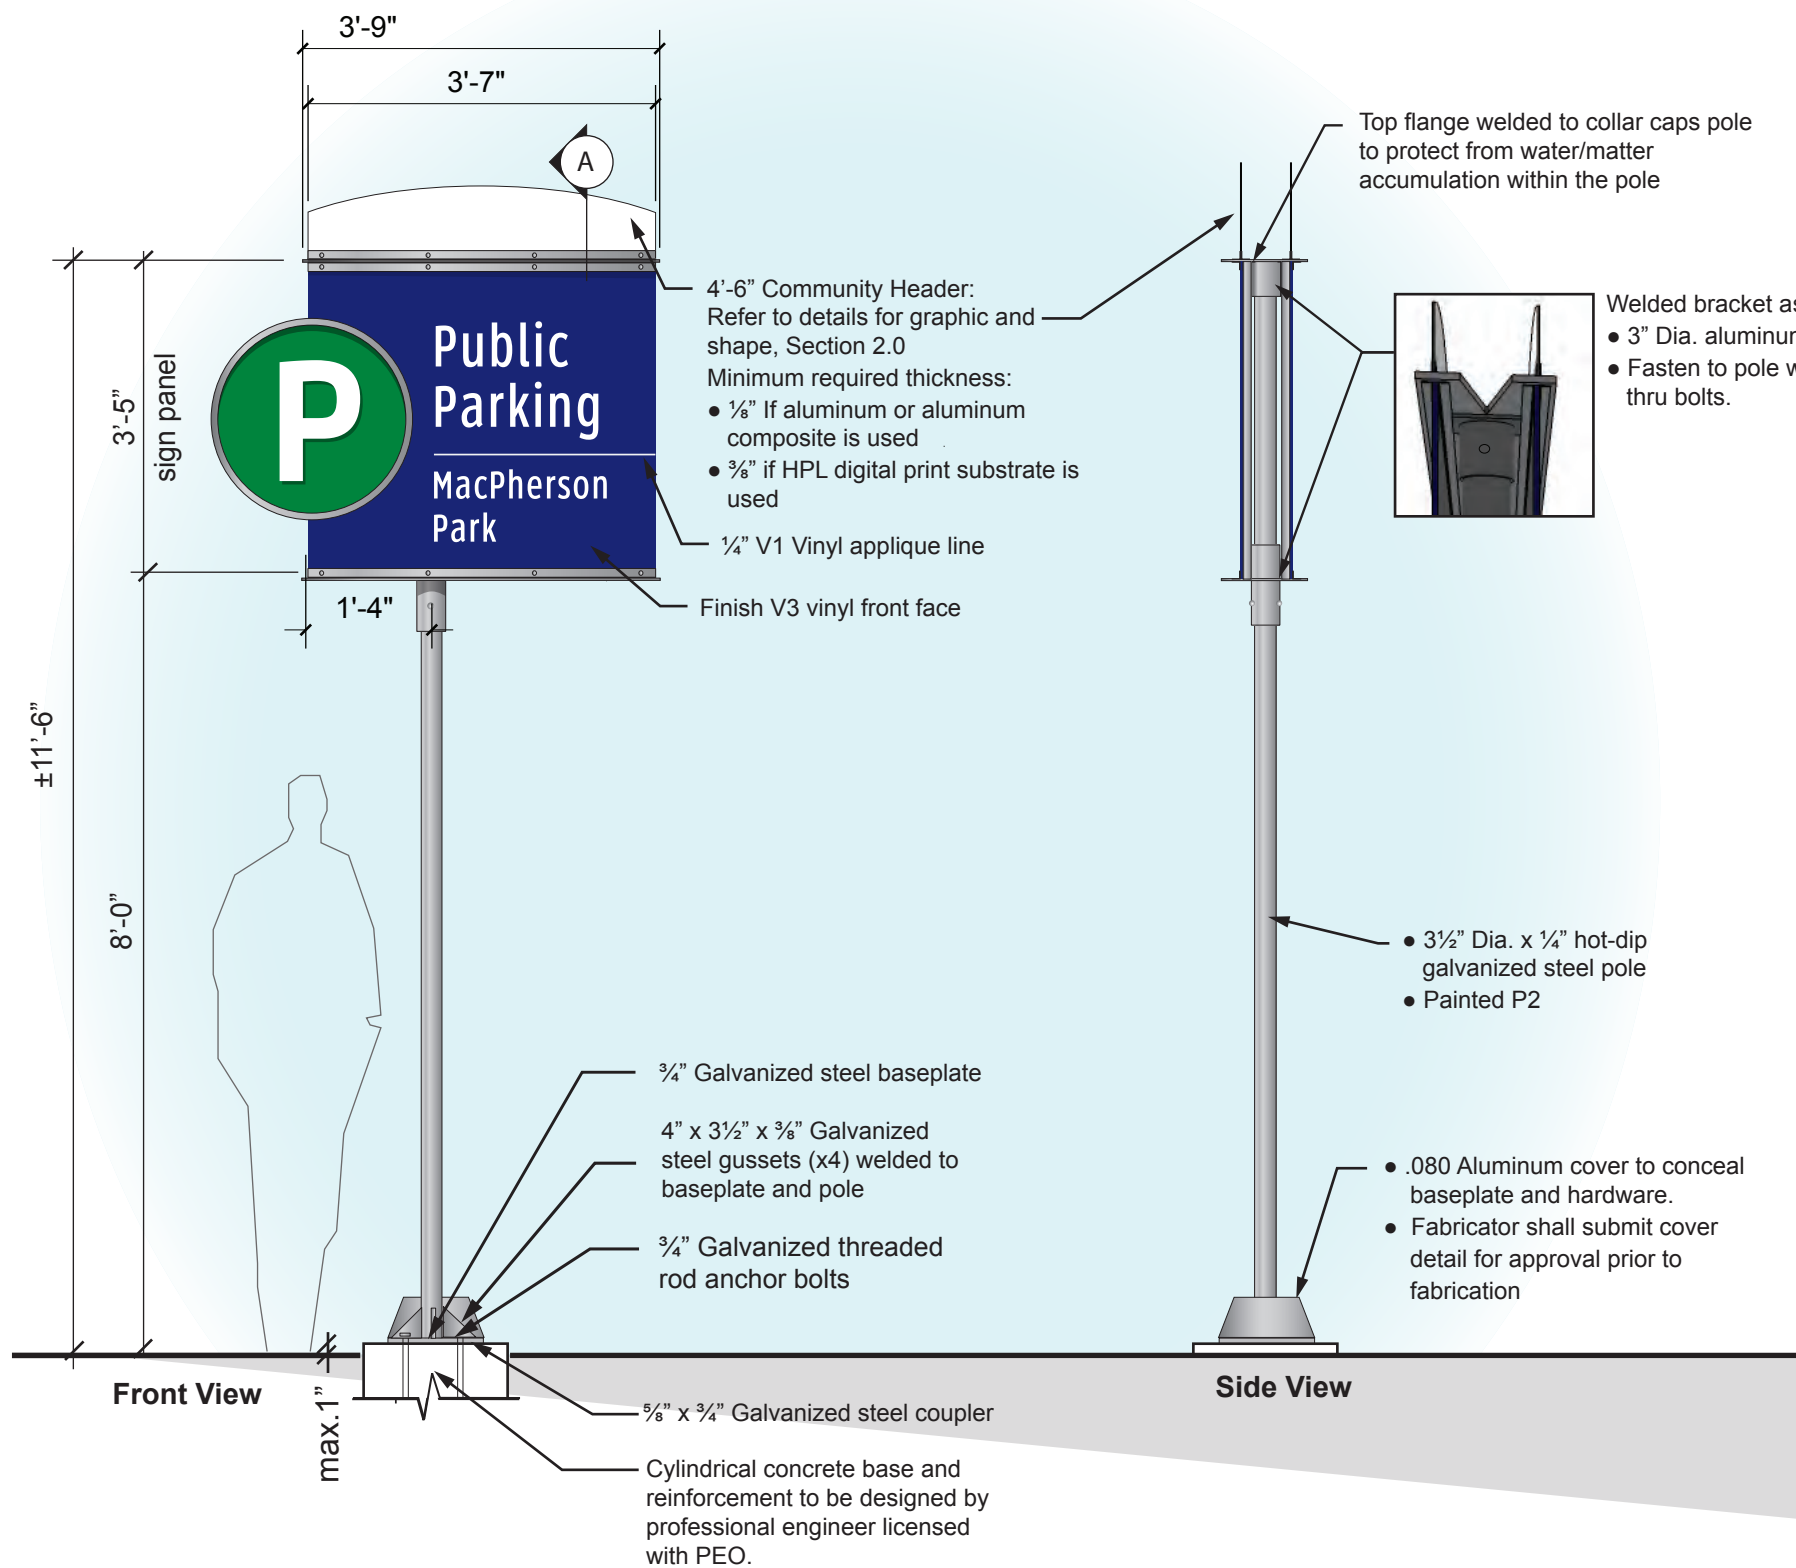 3'-9"
3'-7"
A
Top flange welded to collar caps pole
to protect from water/matter
accumulation within the pole
4’-6” Community Header:
Refer to details for graphic and
shape, Section 2.0
Minimum required thickness:
● ⅛” If aluminum or aluminum
composite is used
● ⅜” if HPL digital print substrate is
used
Welded bracket as
● 3” Dia. aluminum
● Fasten to pole w
thru bolts.
Public
Parking
P
MacPherson
Park
3’-5”
sign panel
¼” V1 Vinyl applique line
Finish V3 vinyl front face
1'-4"
±11’-6”
8’-0”
● 3½” Dia. x ¼” hot-dip
galvanized steel pole
● Painted P2
¾” Galvanized steel baseplate
4” x 3½” x ⅜” Galvanized
steel gussets (x4) welded to
baseplate and pole
¾” Galvanized threaded
rod anchor bolts
● .080 Aluminum cover to conceal
baseplate and hardware.
● Fabricator shall submit cover
detail for approval prior to
fabrication
Front View
Side View
max.1”
⅝” x ¾” Galvanized steel coupler
Cylindrical concrete base and
reinforcement to be designed by
professional engineer licensed
with PEO.